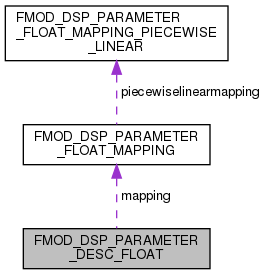 FMOD_DSP_PARAMETER
_FLOAT_MAPPING_PIECEWISE
_LINEAR
piecewiselinearmapping
FMOD_DSP_PARAMETER
_FLOAT_MAPPING
mapping
FMOD_DSP_PARAMETER
_DESC_FLOAT